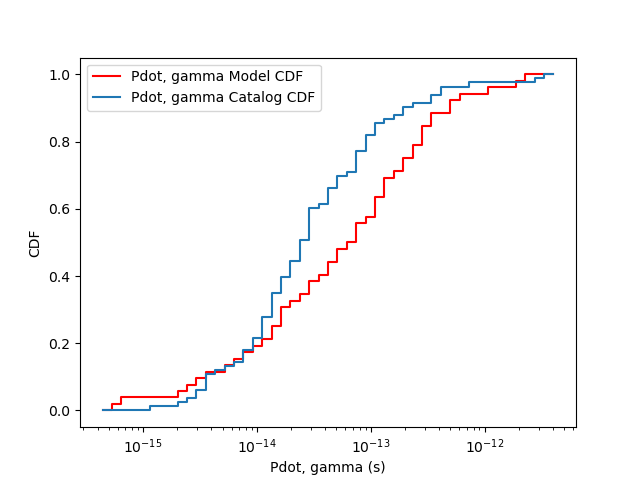 Pdot, gamma Model CDF
Pdot, gamma Catalog CDF
1.0
0.8
0.6
0.4
0.2
0.0
CDF
10⁻¹⁵ 10⁻¹⁴ 10⁻¹³ 10⁻¹²
Pdot, gamma (s)